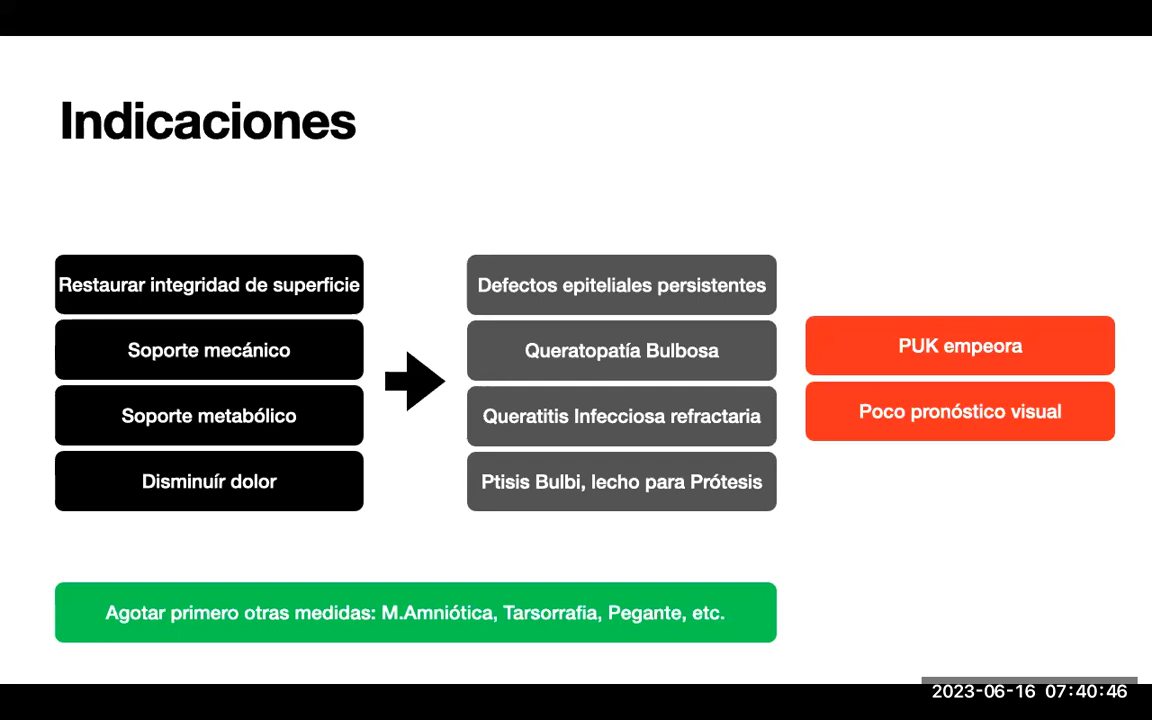 Indicaciones
Restaurar integridad de superficie
Soporte mecánico
Soporte metabólico
Disminuír dolor
Defectos epiteliales persistentes
Queratopatía Bulbosa
Queratitis Infecciosa refractaria
Ptisis Bulbi, lecho para Prótesis
PUK empeora
Poco pronóstico visual
Agotar primero otras medidas: M.Amniótica, Tarsorrafia, Pegante, etc.
2023-06-16 07:40:46